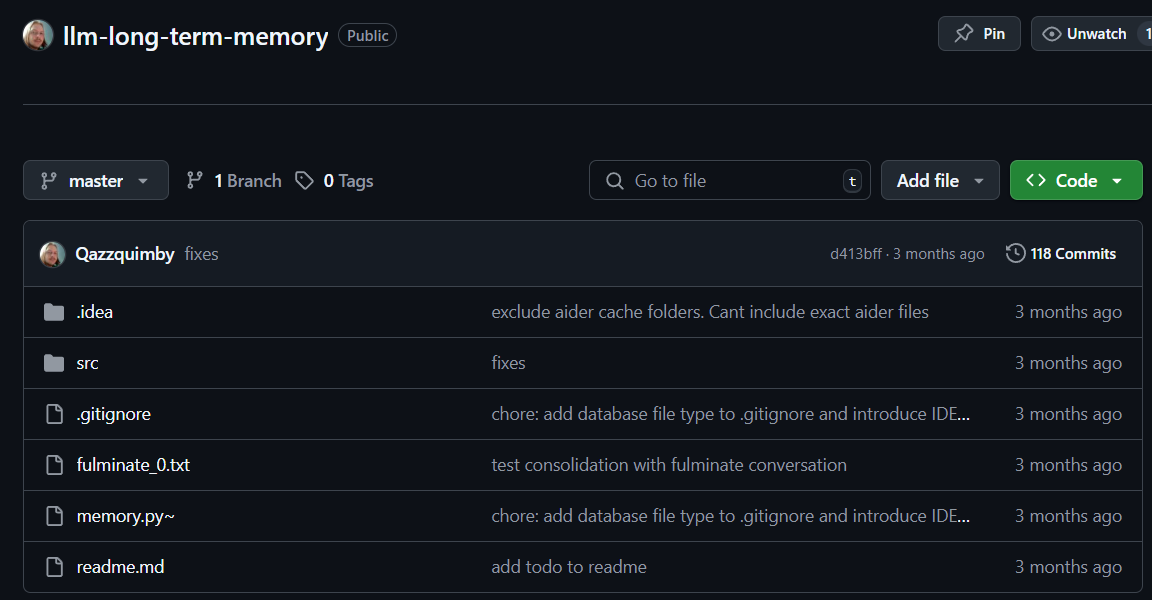 llm-long-term-memory Public Pin Unwatch 1
master 1 Branch 0 Tags Go to file t Add file Code
Qazzquimby fixes d413bff · 3 months ago 118 Commits
.idea exclude aider cache folders. Cant include exact aider files 3 months ago
src fixes 3 months ago
.gitignore chore: add database file type to .gitignore and introduce IDE... 3 months ago
fulminate_0.txt test consolidation with fulminate conversation 3 months ago
memory.py~ chore: add database file type to .gitignore and introduce IDE... 3 months ago
readme.md add todo to readme 3 months ago